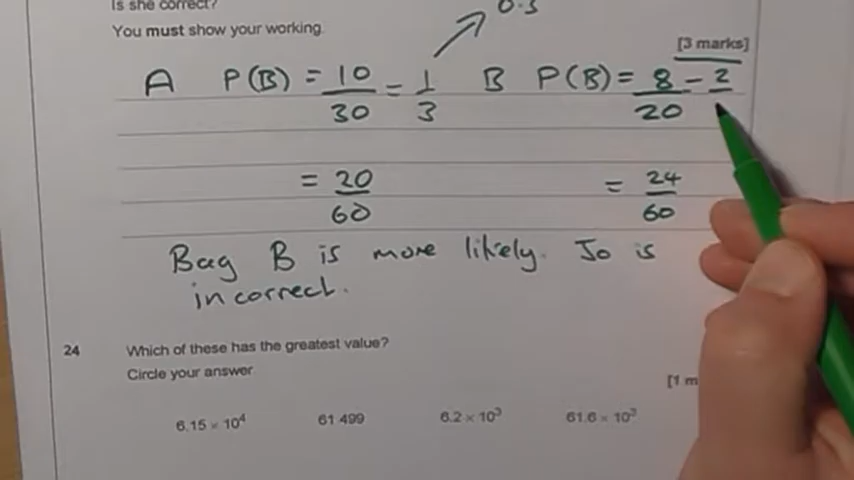 Is she correct?
0.3
You must show your working.
[3 marks]
A P(B) = 10/30 = 1/3 B P(B) = 8/20 = 2
= 20/60 = 24/60
Bag B is more likely. Jo is
incorrect.
24 Which of these has the greatest value?
Circle your answer
[1 m
6.15 × 10⁴ 61 499 6.2 × 10³ 61.6 × 10³